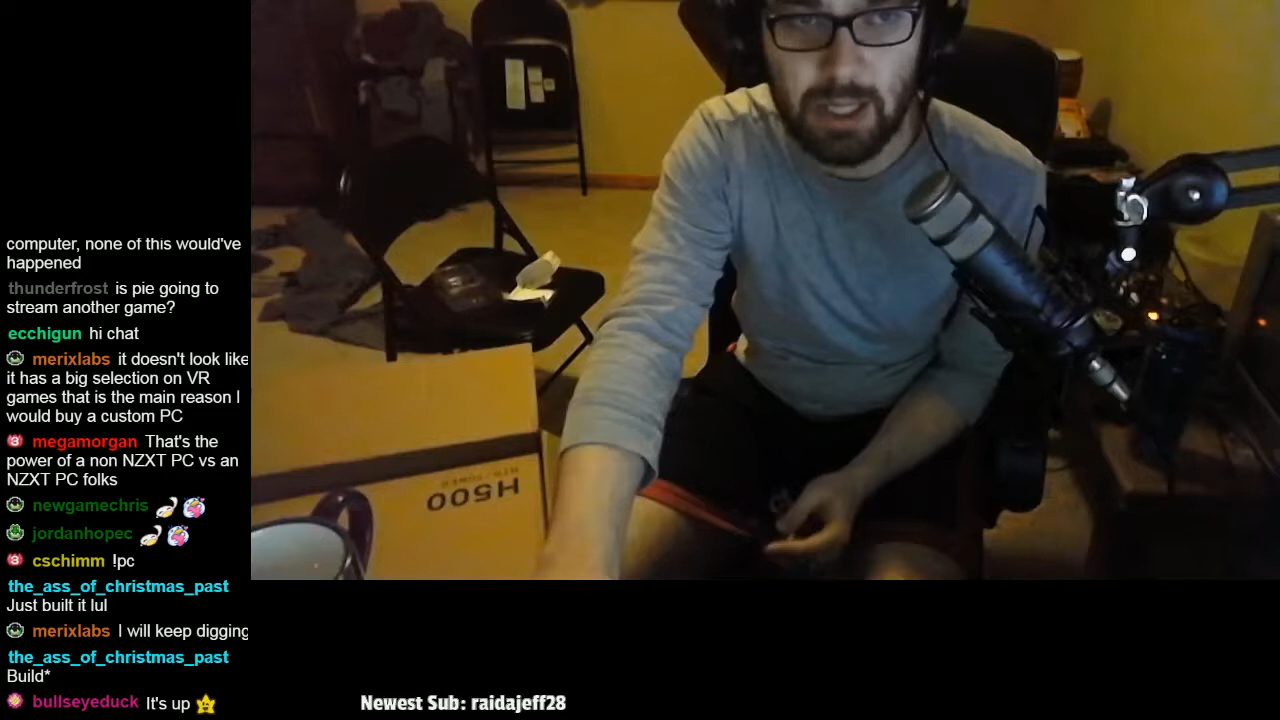 computer, none of this would've
happened
thunderfrost is pie going to
stream another game?
ecchigun hi chat
merixlabs it doesn't look like
it has a big selection on VR
games that is the main reason I
would buy a custom PC
megamorgan That's the
power of a non NZXT PC vs an
NZXT PC folks
newgamechris
jordanhopec
cschimm !pc
the_ass_of_christmas_past
Just built it lul
merixlabs I will keep digging
the_ass_of_christmas_past
Build*
bullseyeduck It's up
H500
Newest Sub: raidajeff28